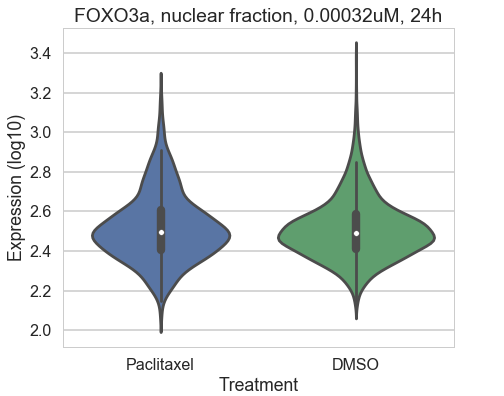 FOXO3a, nuclear fraction, 0.00032uM, 24h
Expression (log10)
3.4
3.2
3.0
2.8
2.6
2.4
2.2
2.0
Paclitaxel DMSO
Treatment